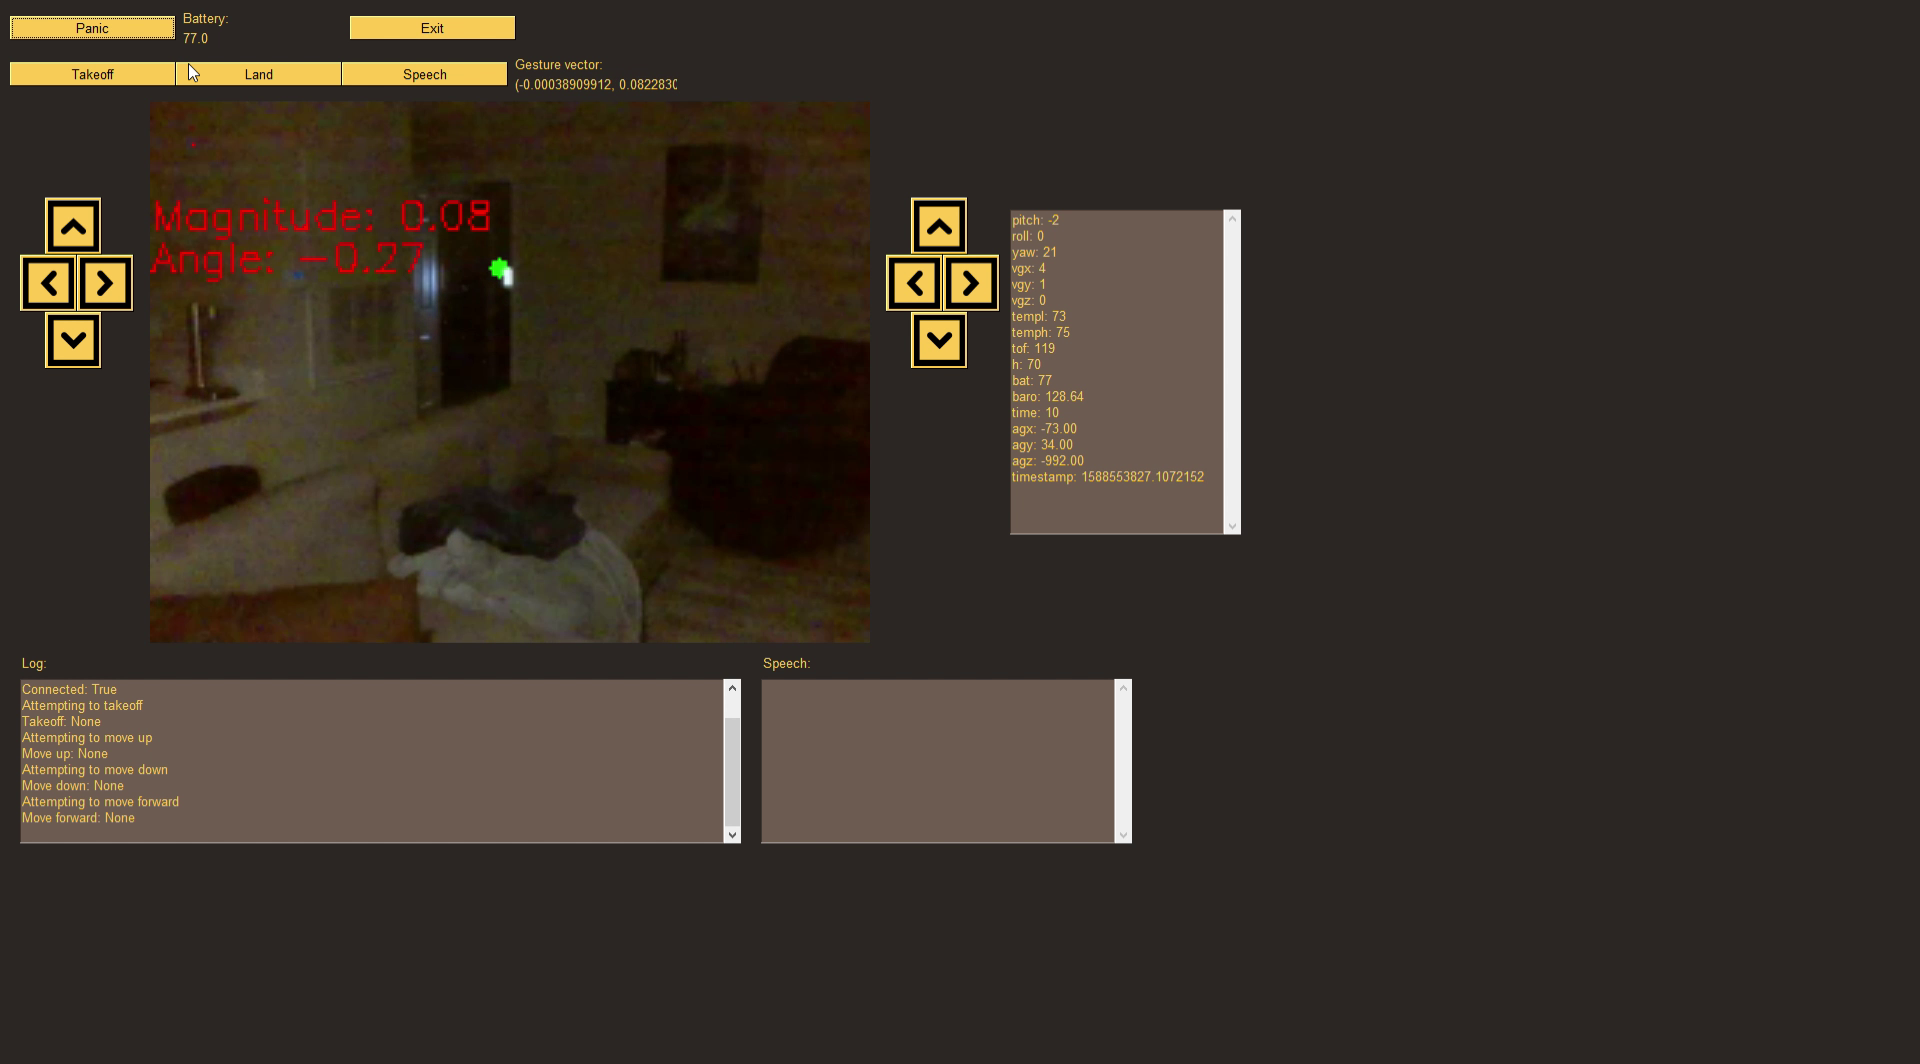 Panic
Battery:
77.0
Exit
Takeoff
Land
Speech
Gesture vector:
(-0.00038909912, 0.0822830
Magnitude: 0.08
Angle: -0.27
pitch: -2
roll: 0
yaw: 21
vgx: 4
vgy: 1
vgz: 0
templ: 73
temph: 75
tof: 119
h: 70
bat: 77
baro: 128.64
time: 10
agx: -73.00
agy: 34.00
agz: -992.00
timestamp: 1588553827.1072152
Log:
Connected: True
Attempting to takeoff
Takeoff: None
Attempting to move up
Move up: None
Attempting to move down
Move down: None
Attempting to move forward
Move forward: None
Speech: